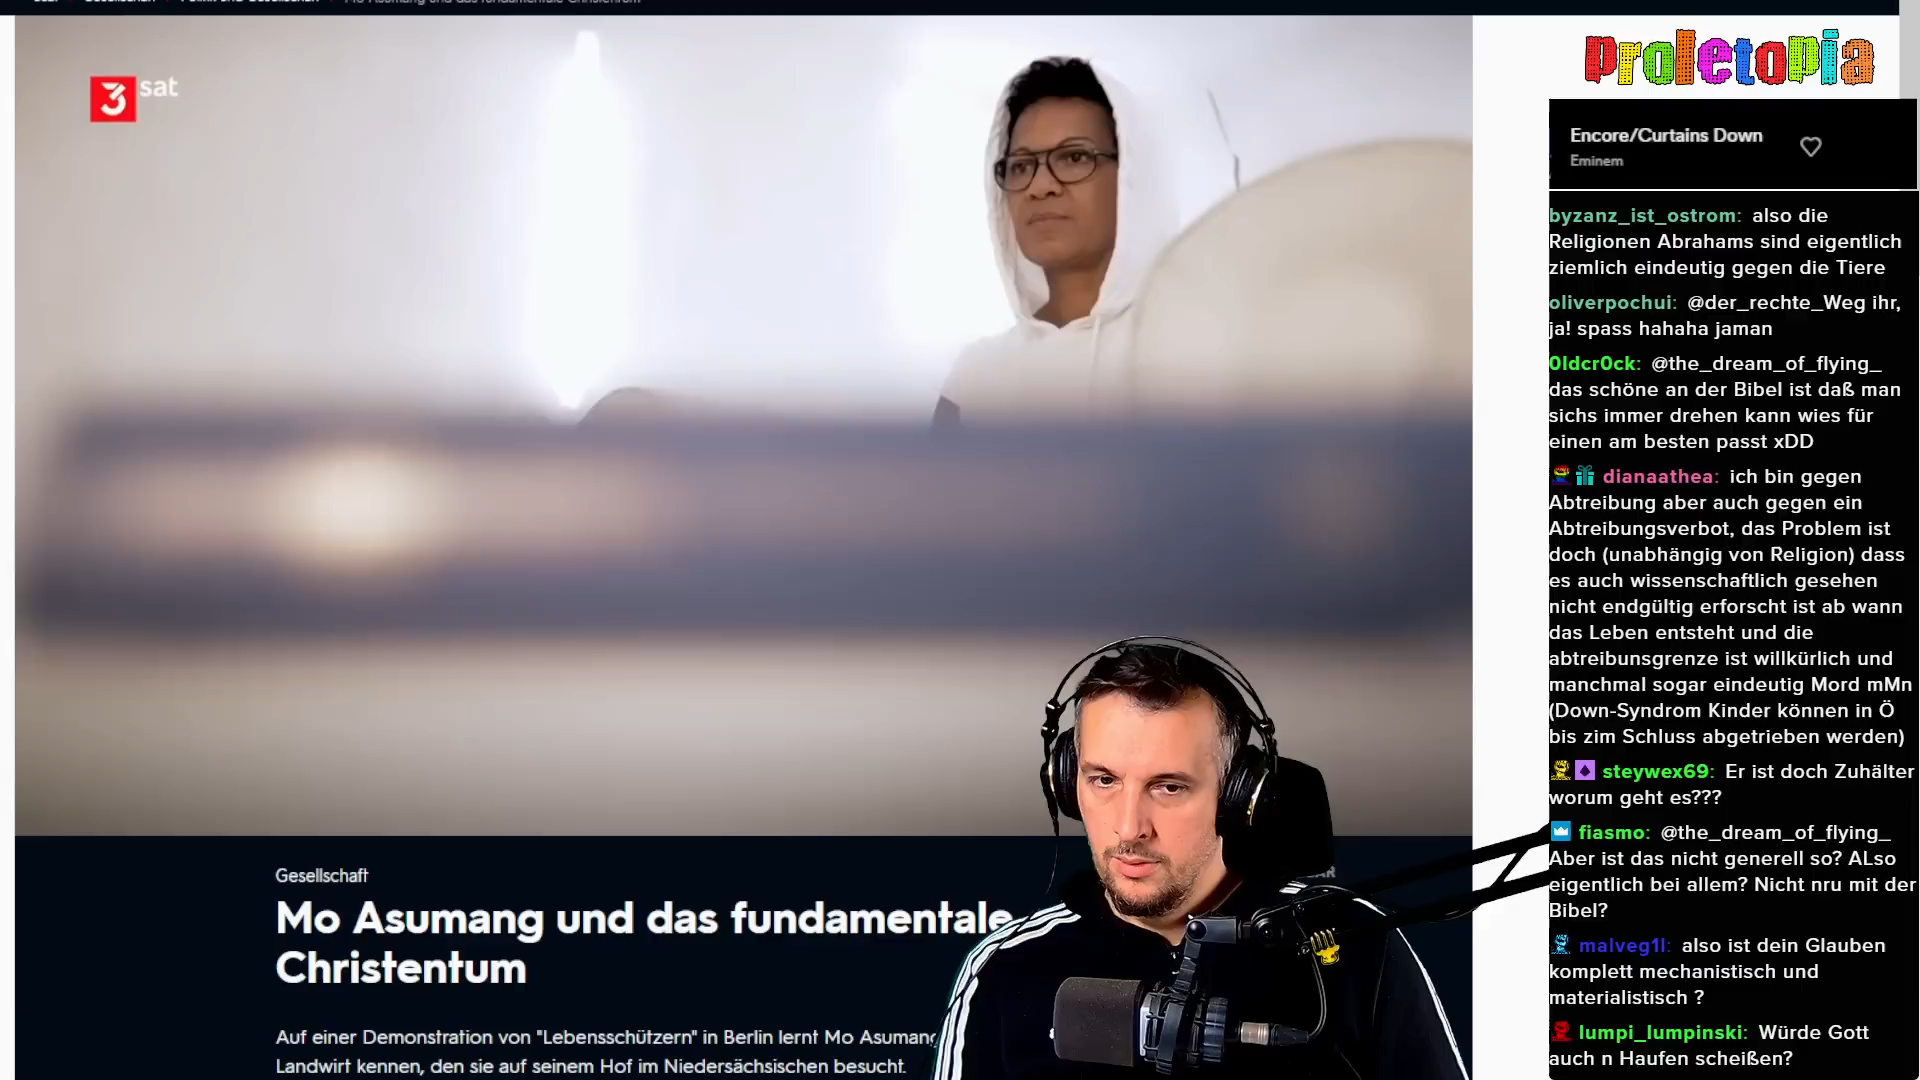 Mo Asumang und das fundamentale Christentum
3sat
Proletopia
Encore/Curtains Down
Eminem
byzanz_ist_ostrom: also die
Religionen Abrahams sind eigentlich
ziemlich eindeutig gegen die Tiere
oliverpochui: @der_rechte_Weg ihr,
ja! spass hahaha jaman
0ldcr0ck: @the_dream_of_flying_
das schöne an der Bibel ist daß man
sichs immer drehen kann wies für
einen am besten passt xDD
dianaathea: ich bin gegen
Abtreibung aber auch gegen ein
Abtreibungsverbot, das Problem ist
doch (unabhängig von Religion) dass
es auch wissenschaftlich gesehen
nicht endgültig erforscht ist ab wann
das Leben entsteht und die
abtreibunsgrenze ist willkürlich und
manchmal sogar eindeutig Mord mMn
(Down-Syndrom Kinder können in Ö
bis zim Schluss abgetrieben werden)
steywex69: Er ist doch Zuhälter
worum geht es???
fiasmo: @the_dream_of_flying_
Aber ist das nicht generell so? ALso
eigentlich bei allem? Nicht nru mit der
Bibel?
malveg1l: also ist dein Glauben
komplett mechanistisch und
materialistisch ?
lumpi_lumpinski: Würde Gott
auch n Haufen scheißen?
Gesellschaft
Mo Asumang und das fundamentale
Christentum
Auf einer Demonstration von "Lebensschützern" in Berlin lernt Mo Asumang
Landwirt kennen, den sie auf seinem Hof im Niedersächsischen besucht.